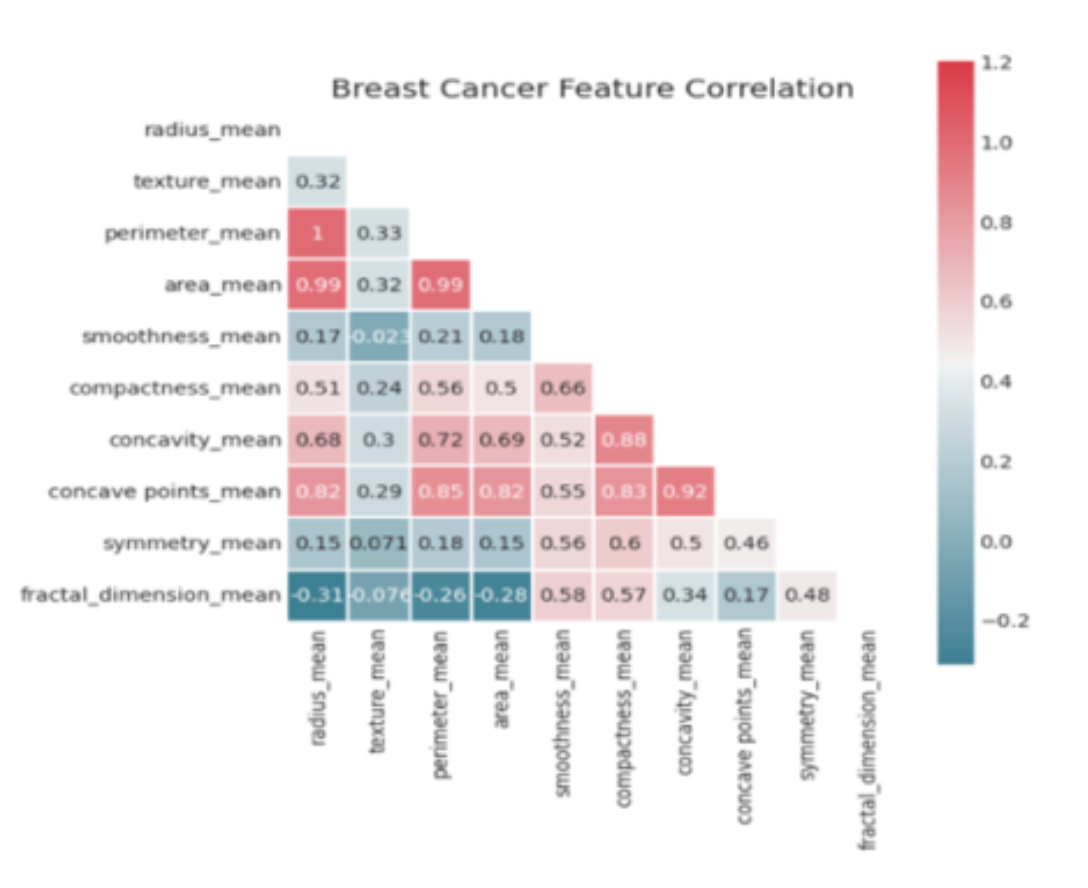 Breast Cancer Feature Correlation
radius_mean
texture_mean 0.32
perimeter_mean 1 0.33
area_mean 0.99 0.32 0.99
smoothness_mean 0.17 -0.023 0.21 0.18
compactness_mean 0.51 0.24 0.56 0.5 0.66
concavity_mean 0.68 0.3 0.72 0.69 0.52 0.88
concave points_mean 0.82 0.29 0.85 0.82 0.55 0.83 0.92
symmetry_mean 0.15 0.071 0.18 0.15 0.56 0.6 0.5 0.46
fractal_dimension_mean -0.31 -0.076 -0.26 -0.28 0.58 0.57 0.34 0.17 0.48
radius_mean
texture_mean
perimeter_mean
area_mean
smoothness_mean
compactness_mean
concavity_mean
concave points_mean
symmetry_mean
fractal_dimension_mean
1.2
1.0
0.8
0.6
0.4
0.2
0.0
−0.2